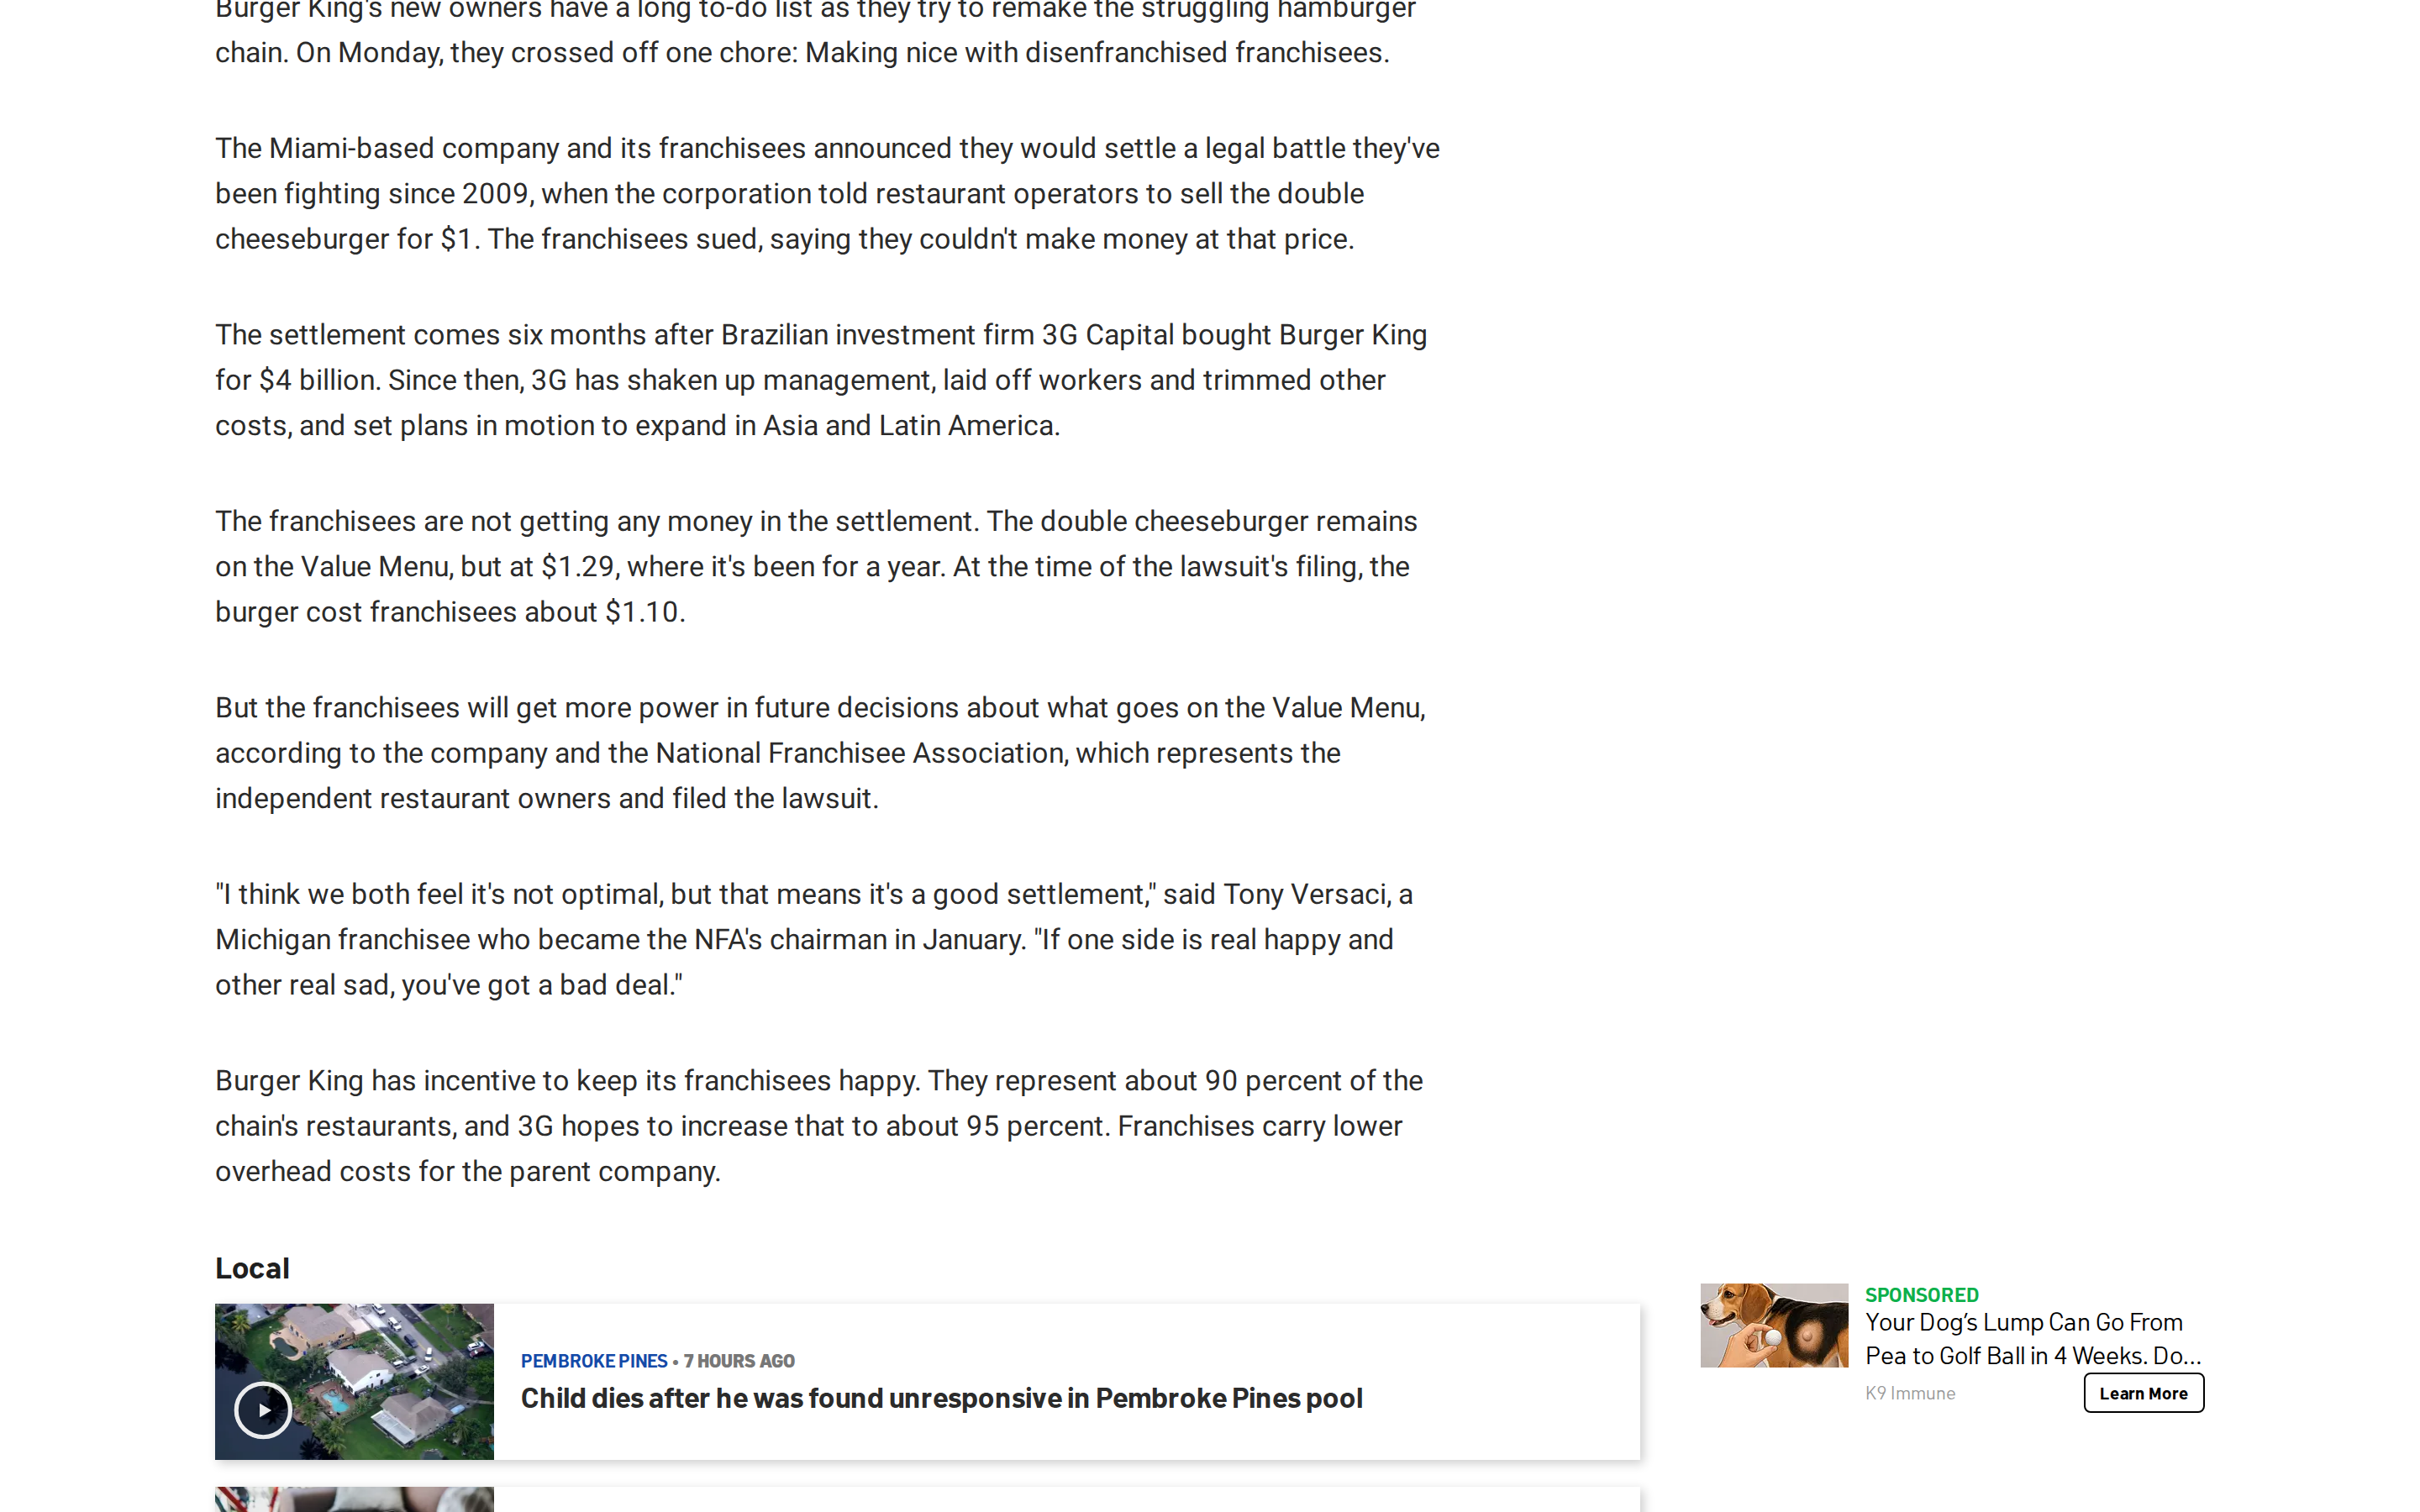 Burger King's new owners have a long to-do list as they try to remake the struggling hamburger
chain. On Monday, they crossed off one chore: Making nice with disenfranchised franchisees.
The Miami-based company and its franchisees announced they would settle a legal battle they've
been fighting since 2009, when the corporation told restaurant operators to sell the double
cheeseburger for $1. The franchisees sued, saying they couldn't make money at that price.
The settlement comes six months after Brazilian investment firm 3G Capital bought Burger King
for $4 billion. Since then, 3G has shaken up management, laid off workers and trimmed other
costs, and set plans in motion to expand in Asia and Latin America.
The franchisees are not getting any money in the settlement. The double cheeseburger remains
on the Value Menu, but at $1.29, where it's been for a year. At the time of the lawsuit's filing, the
burger cost franchisees about $1.10.
But the franchisees will get more power in future decisions about what goes on the Value Menu,
according to the company and the National Franchisee Association, which represents the
independent restaurant owners and filed the lawsuit.
"I think we both feel it's not optimal, but that means it's a good settlement," said Tony Versaci, a
Michigan franchisee who became the NFA's chairman in January. "If one side is real happy and
other real sad, you've got a bad deal."
Burger King has incentive to keep its franchisees happy. They represent about 90 percent of the
chain's restaurants, and 3G hopes to increase that to about 95 percent. Franchises carry lower
overhead costs for the parent company.
Local
PEMBROKE PINES • 7 HOURS AGO
Child dies after he was found unresponsive in Pembroke Pines pool
SPONSORED
Your Dog’s Lump Can Go From
Pea to Golf Ball in 4 Weeks. Do...
K9 Immune
Learn More